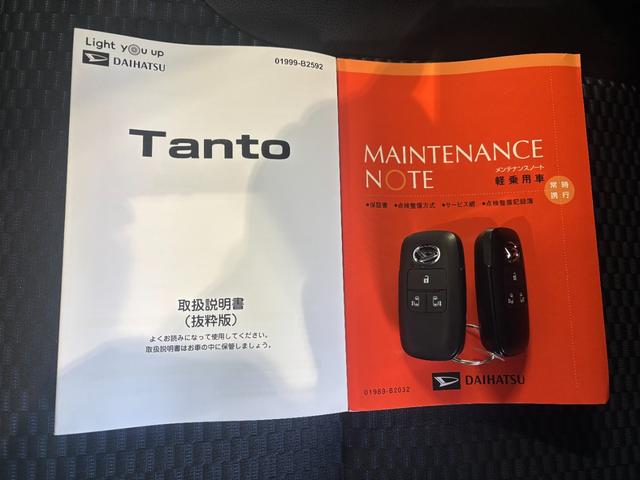 Light you up
DAIHATSU
01999-B2592
Tanto
取扱説明書
（抜粋版）
よくお読みになって使用してください。
取扱説明書はお車の中に保管しましょう。
MAINTENANCE
NOTE
メンテナンスノート
軽乗用車
常時
携行
●保証書 ●点検整備方式 ●サービス網 ●点検整備記録簿
01989-B2032
DAIHATSU